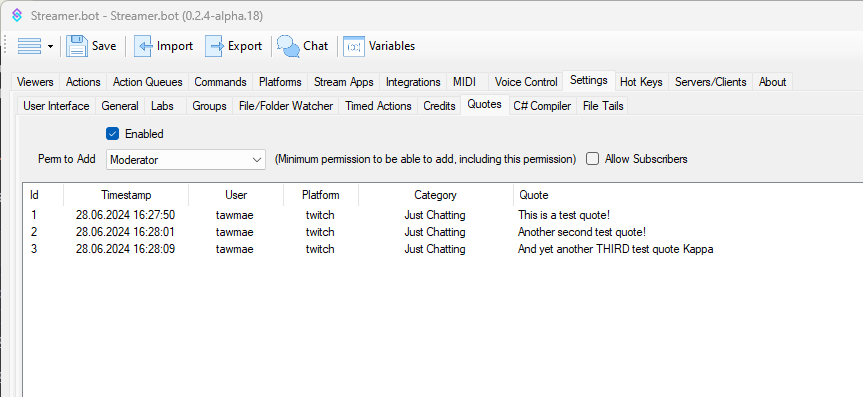 Streamer.bot - Streamer.bot (0.2.4-alpha.18)
Save Import Export Chat (x) Variables
Viewers Actions Action Queues Commands Platforms Stream Apps Integrations MIDI Voice Control Settings Hot Keys Servers/Clients About
User Interface General Labs Groups File/Folder Watcher Timed Actions Credits Quotes C# Compiler File Tails
Enabled
Perm to Add Moderator (Minimum permission to be able to add, including this permission) Allow Subscribers
Id Timestamp User Platform Category Quote
1 28.06.2024 16:27:50 tawmae twitch Just Chatting This is a test quote!
2 28.06.2024 16:28:01 tawmae twitch Just Chatting Another second test quote!
3 28.06.2024 16:28:09 tawmae twitch Just Chatting And yet another THIRD test quote Kappa